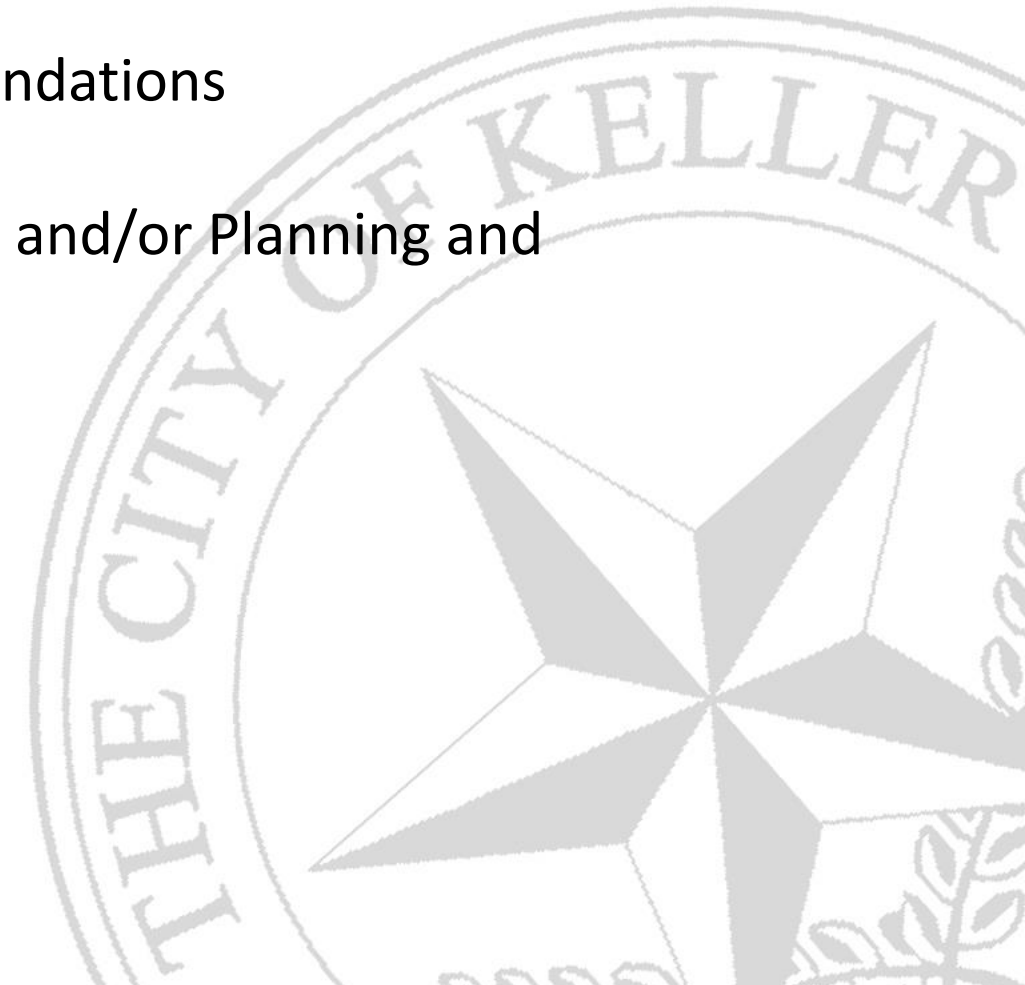 ndations
and/or Planning and
THE CITY OF KELLER